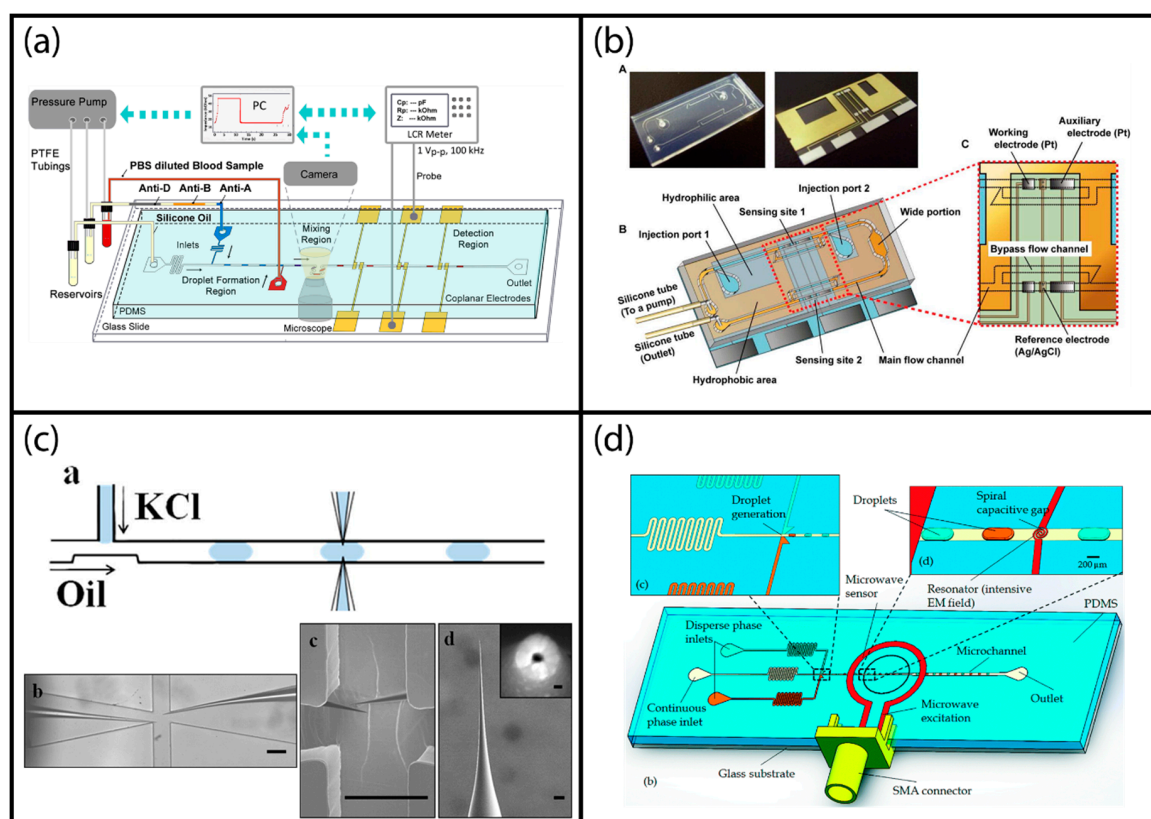 (a)
Pressure Pump
PC
Cp: --- pF
Rp: --- kOhm
Z: --- kOhm
LCR Meter
1 Vp-p, 100 kHz
PTFE
Tubings
PBS diluted Blood Sample
Camera
Probe
Anti-D
Anti-B
Anti-A
Silicone Oil
Mixing
Region
Detection
Region
Inlets
Droplet Formation
Region
Outlet
Reservoirs
PDMS
Coplanar Electrodes
Glass Slide
Microscope
(b)
A
Working
electrode (Pt)
Auxiliary
electrode (Pt)
C
Hydrophilic area
Injection port 2
Sensing site 1
Wide portion
B
Injection port 1
Bypass flow channel
Silicone tube
(To a pump)
Silicone tube
(Outlet)
Sensing site 2
Main flow channel
Reference electrode
(Ag/AgCl)
Hydrophobic area
(c)
a
KCl
Oil
b
c
d
(d)
Droplet
generation
Droplets
Spiral
capacitive gap
(d)
200 µm
(c)
Microwave
sensor
Resonator (intensive
EM field)
PDMS
Disperse phase
inlets
Microchannel
Continuous
phase inlet
Outlet
Microwave
excitation
Glass substrate
(b)
SMA connector